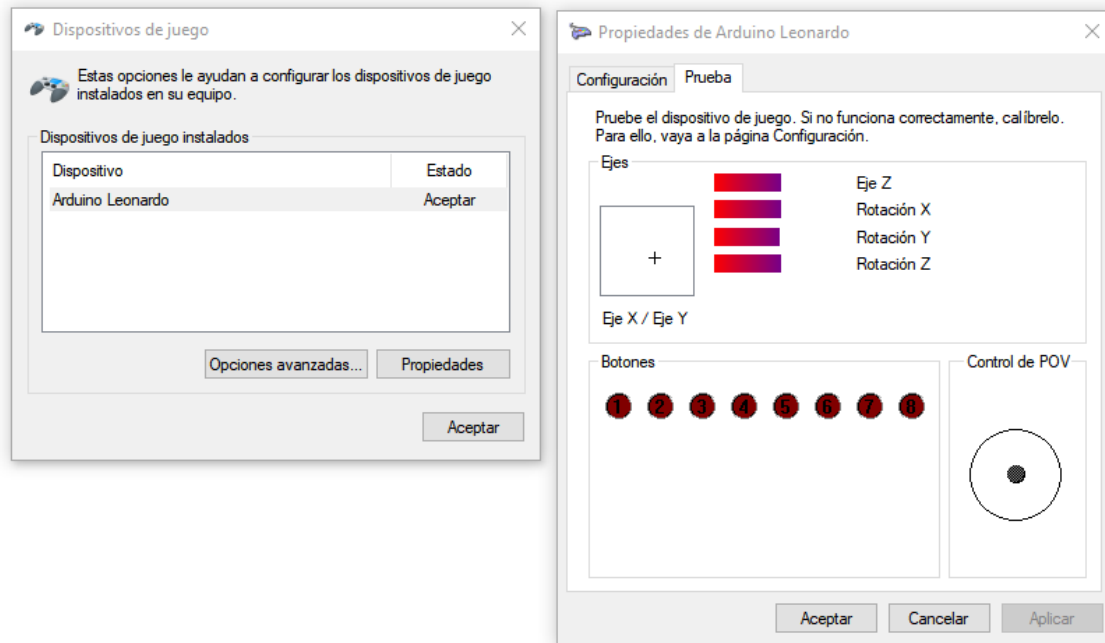 Dispositivos de juego
Estas opciones le ayudan a configurar los dispositivos de juego
instalados en su equipo.
Dispositivos de juego instalados
Dispositivo Estado
Arduino Leonardo Aceptar
Opciones avanzadas... Propiedades
Aceptar
Propiedades de Arduino Leonardo
Configuración Prueba
Pruebe el dispositivo de juego. Si no funciona correctamente, calíbrelo.
Para ello, vaya a la página Configuración.
Ejes
Eje Z
Rotación X
Rotación Y
Rotación Z
Eje X / Eje Y
Botones
1 2 3 4 5 6 7 8
Control de POV
Aceptar Cancelar Aplicar